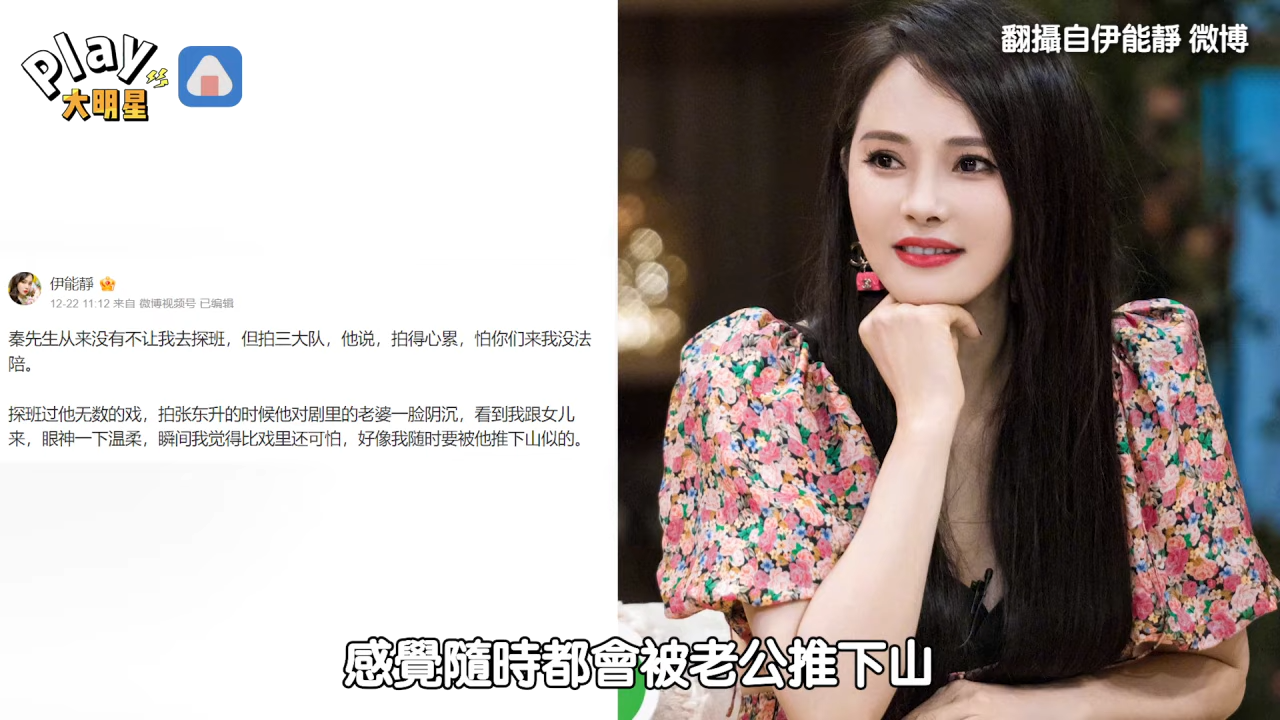 Play
大明星
翻攝自伊能靜 微博
伊能靜
12-22 11:12 来自 微博视频号 已编辑
秦先生从来没有不让我去探班，但拍三大队，他说，拍得心累，怕你们来我没法
陪。
探班过他无数的戏，拍张东升的时候他对剧里的老婆一脸阴沉，看到我跟女儿
来，眼神一下温柔，瞬间我觉得比戏里还可怕，好像我随时要被他推下山似的。
感覺隨時都會被老公推下山